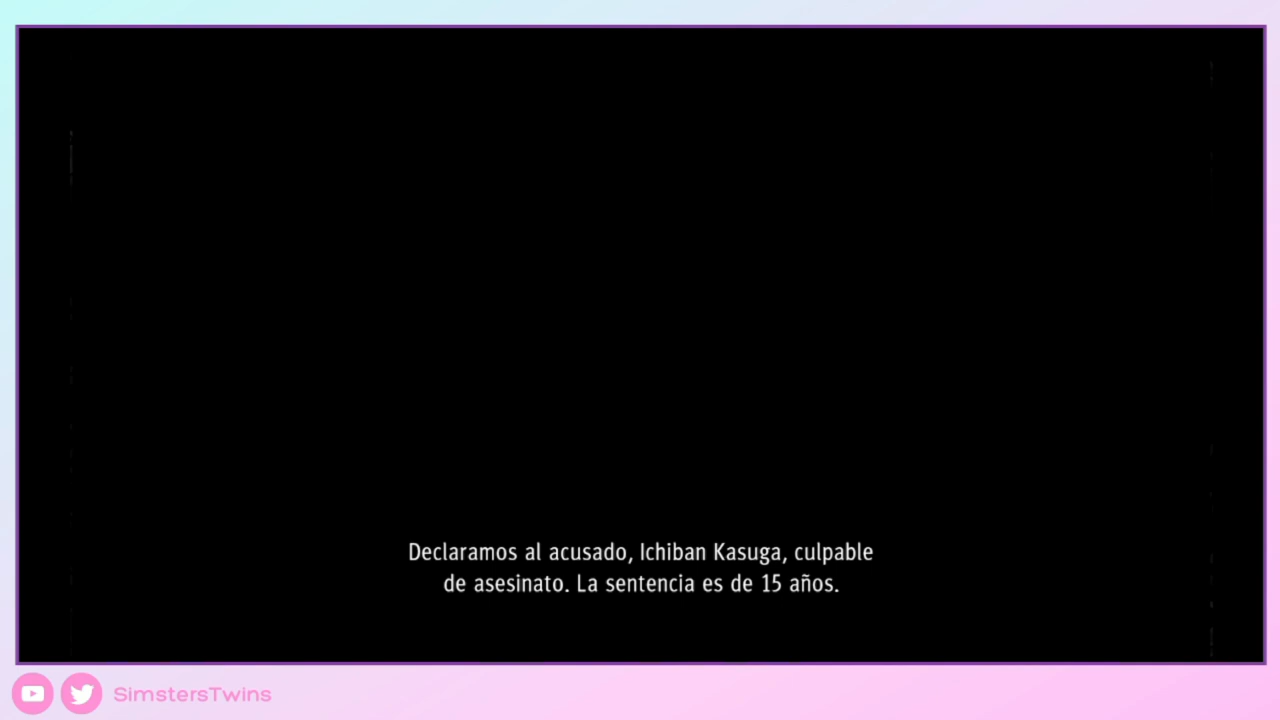 Declaramos al acusado, Ichiban Kasuga, culpable
de asesinato. La sentencia es de 15 años.
SimstersTwins